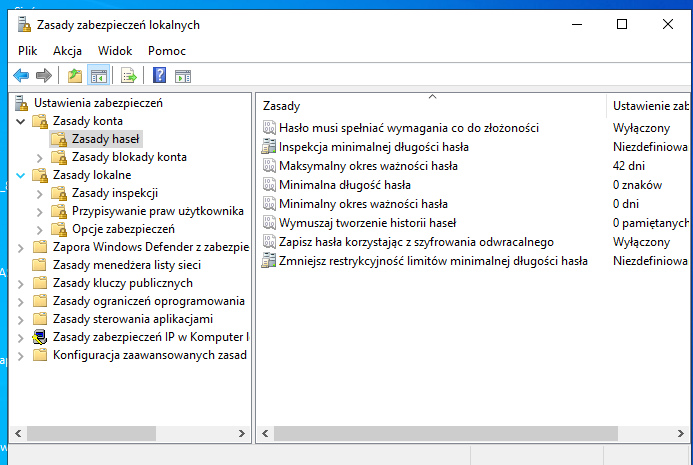 Zasady zabezpieczeń lokalnych
Plik Akcja Widok Pomoc
Ustawienia zabezpieczeń
Zasady konta
Zasady haseł
Zasady blokady konta
Zasady lokalne
Zasady inspekcji
Przypisywanie praw użytkownika
Opcje zabezpieczeń
Zapora Windows Defender z zabezpie
Zasady menedżera listy sieci
Zasady kluczy publicznych
Zasady ograniczeń oprogramowania
Zasady sterowania aplikacjami
Zasady zabezpieczeń IP w Komputer l
Konfiguracja zaawansowanych zasad
Zasady Ustawienie zab
Hasło musi spełniać wymagania co do złożoności Wyłączony
Inspekcja minimalnej długości hasła Niezdefiniowa
Maksymalny okres ważności hasła 42 dni
Minimalna długość hasła 0 znaków
Minimalny okres ważności hasła 0 dni
Wymuszaj tworzenie historii haseł 0 pamiętanych
Zapisz hasła korzystając z szyfrowania odwracalnego Wyłączony
Zmniejsz restrykcyjność limitów minimalnej długości hasła Niezdefiniowa